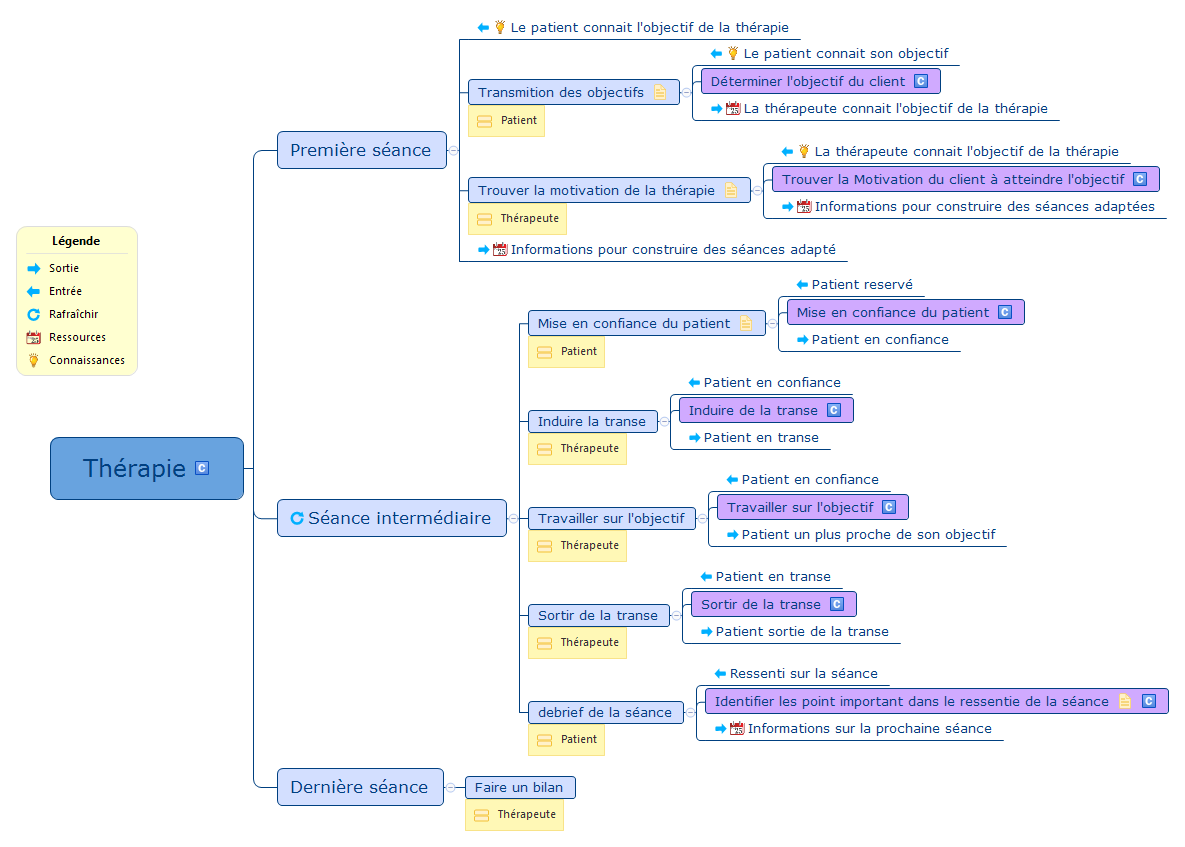 Le patient connait l'objectif de la thérapie
Le patient connait son objectif
Transmition des objectifs
Déterminer l'objectif du client C
La thérapeute connait l'objectif de la thérapie
Patient
Première séance
La thérapeute connait l'objectif de la thérapie
Trouver la motivation de la thérapie
Trouver la Motivation du client à atteindre l'objectif C
Informations pour construire des séances adaptées
Thérapeute
Informations pour construire des séances adapté
Légende
Sortie
Entrée
Rafraîchir
Ressources
Connaissances
Patient reservé
Mise en confiance du patient
Mise en confiance du patient C
Patient en confiance
Patient
Patient en confiance
Induire la transe
Induire de la transe C
Patient en transe
Thérapeute
Thérapie C
Séance intermédiaire
Patient en confiance
Travailler sur l'objectif
Travailler sur l'objectif C
Patient un plus proche de son objectif
Thérapeute
Patient en transe
Sortir de la transe
Sortir de la transe C
Patient sortie de la transe
Thérapeute
Ressenti sur la séance
debrief de la séance
Identifier les point important dans le ressentie de la séance C
Informations sur la prochaine séance
Patient
Dernière séance
Faire un bilan
Thérapeute